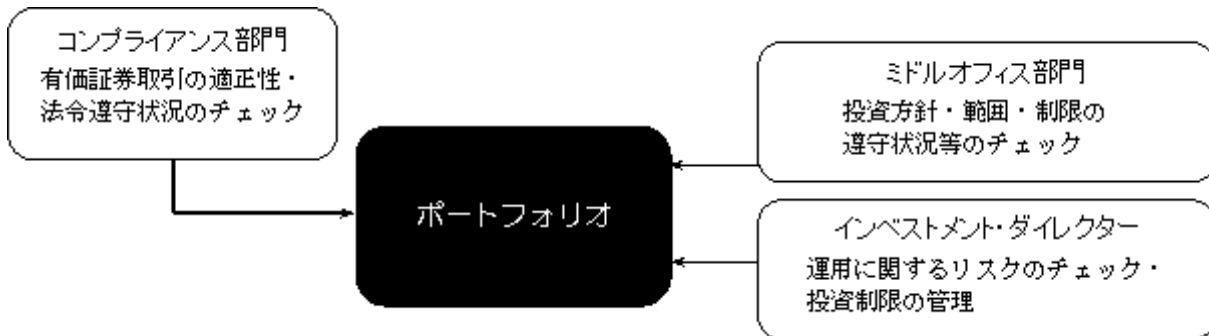 コンプライアンス部門
有価証券取引の適正性・
法令遵守状況のチェック
ポートフォリオ
ミドルオフィス部門
投資方針・範囲・制限の
遵守状況等のチェック
インベストメント・ダイレクター
運用に関するリスクのチェック・
投資制限の管理